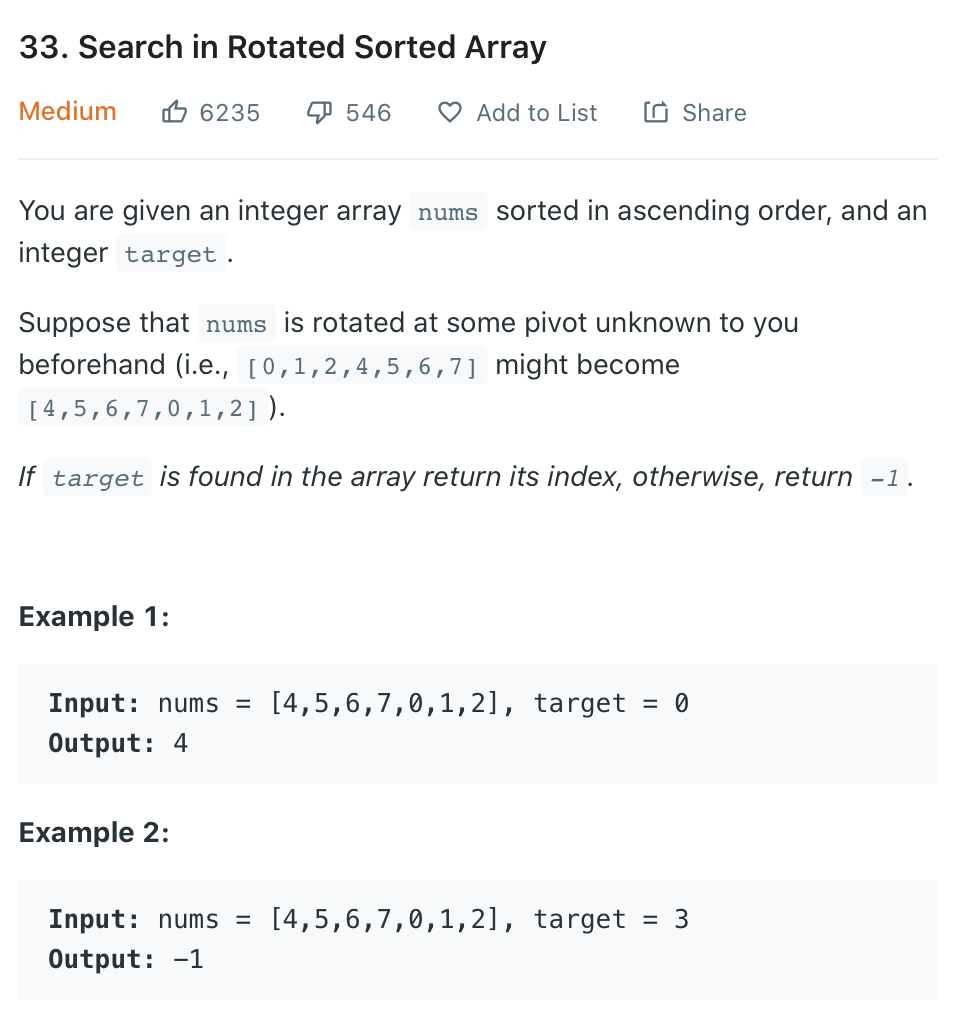 33. Search in Rotated Sorted Array
Medium 6235 546 Add to List Share
You are given an integer array nums sorted in ascending order, and an
integer target.
Suppose that nums is rotated at some pivot unknown to you
beforehand (i.e., [0,1,2,4,5,6,7] might become
[4,5,6,7,0,1,2]).
If target is found in the array return its index, otherwise, return -1.
Example 1:
Input: nums = [4,5,6,7,0,1,2], target = 0
Output: 4
Example 2:
Input: nums = [4,5,6,7,0,1,2], target = 3
Output: -1